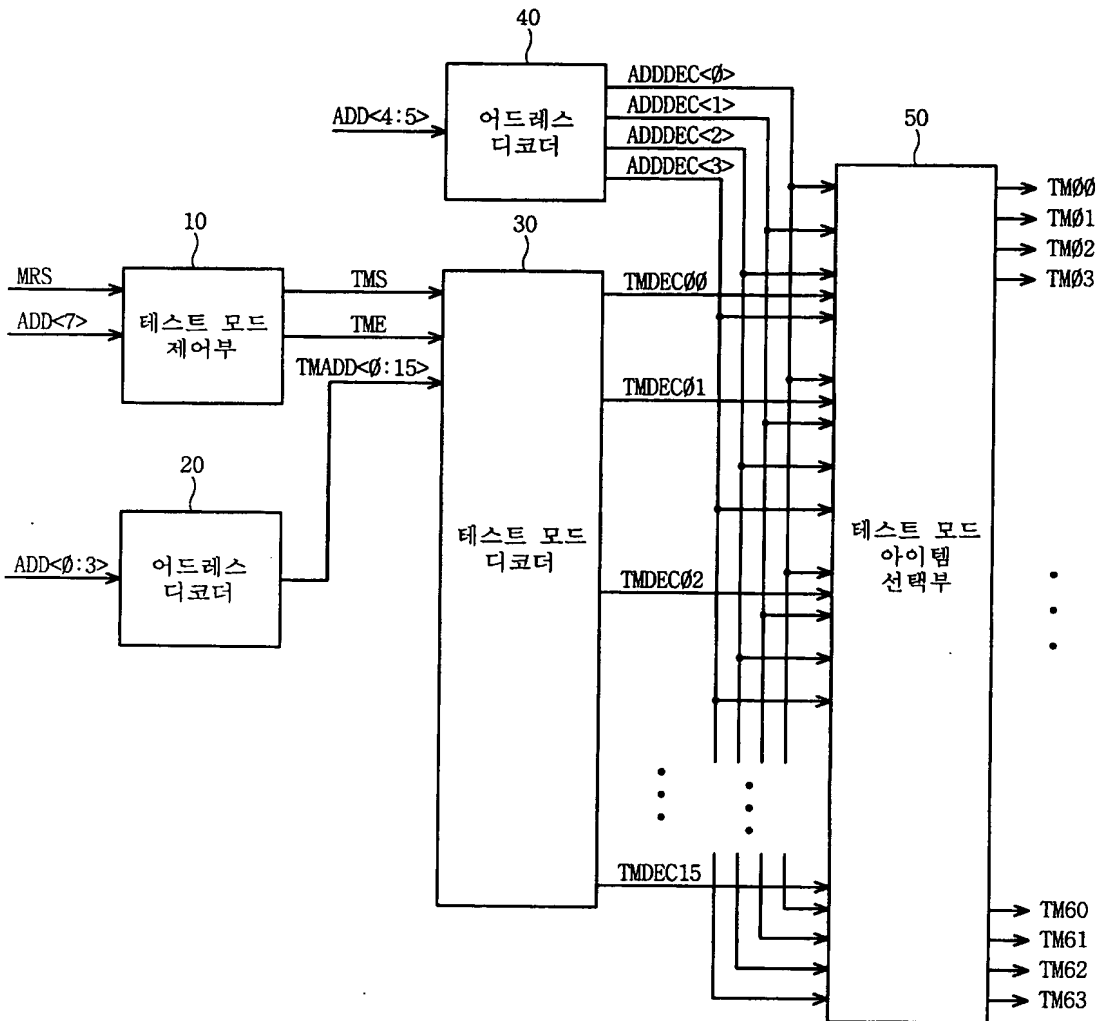 40
ADD<4:5>
어드레스
디코더
ADDDEC<Ø>
ADDDEC<1>
ADDDEC<2>
ADDDEC<3>
50
테스트 모드
아이템
선택부
TMØØ
TMØ1
TMØ2
TMØ3
10
MRS
ADD<7>
테스트 모드
제어부
TMS
TME
TMADD<Ø:15>
30
테스트 모드
디코더
TMDECØØ
TMDECØ1
TMDECØ2
TMDEC15
20
ADD<Ø:3>
어드레스
디코더
TM60
TM61
TM62
TM63